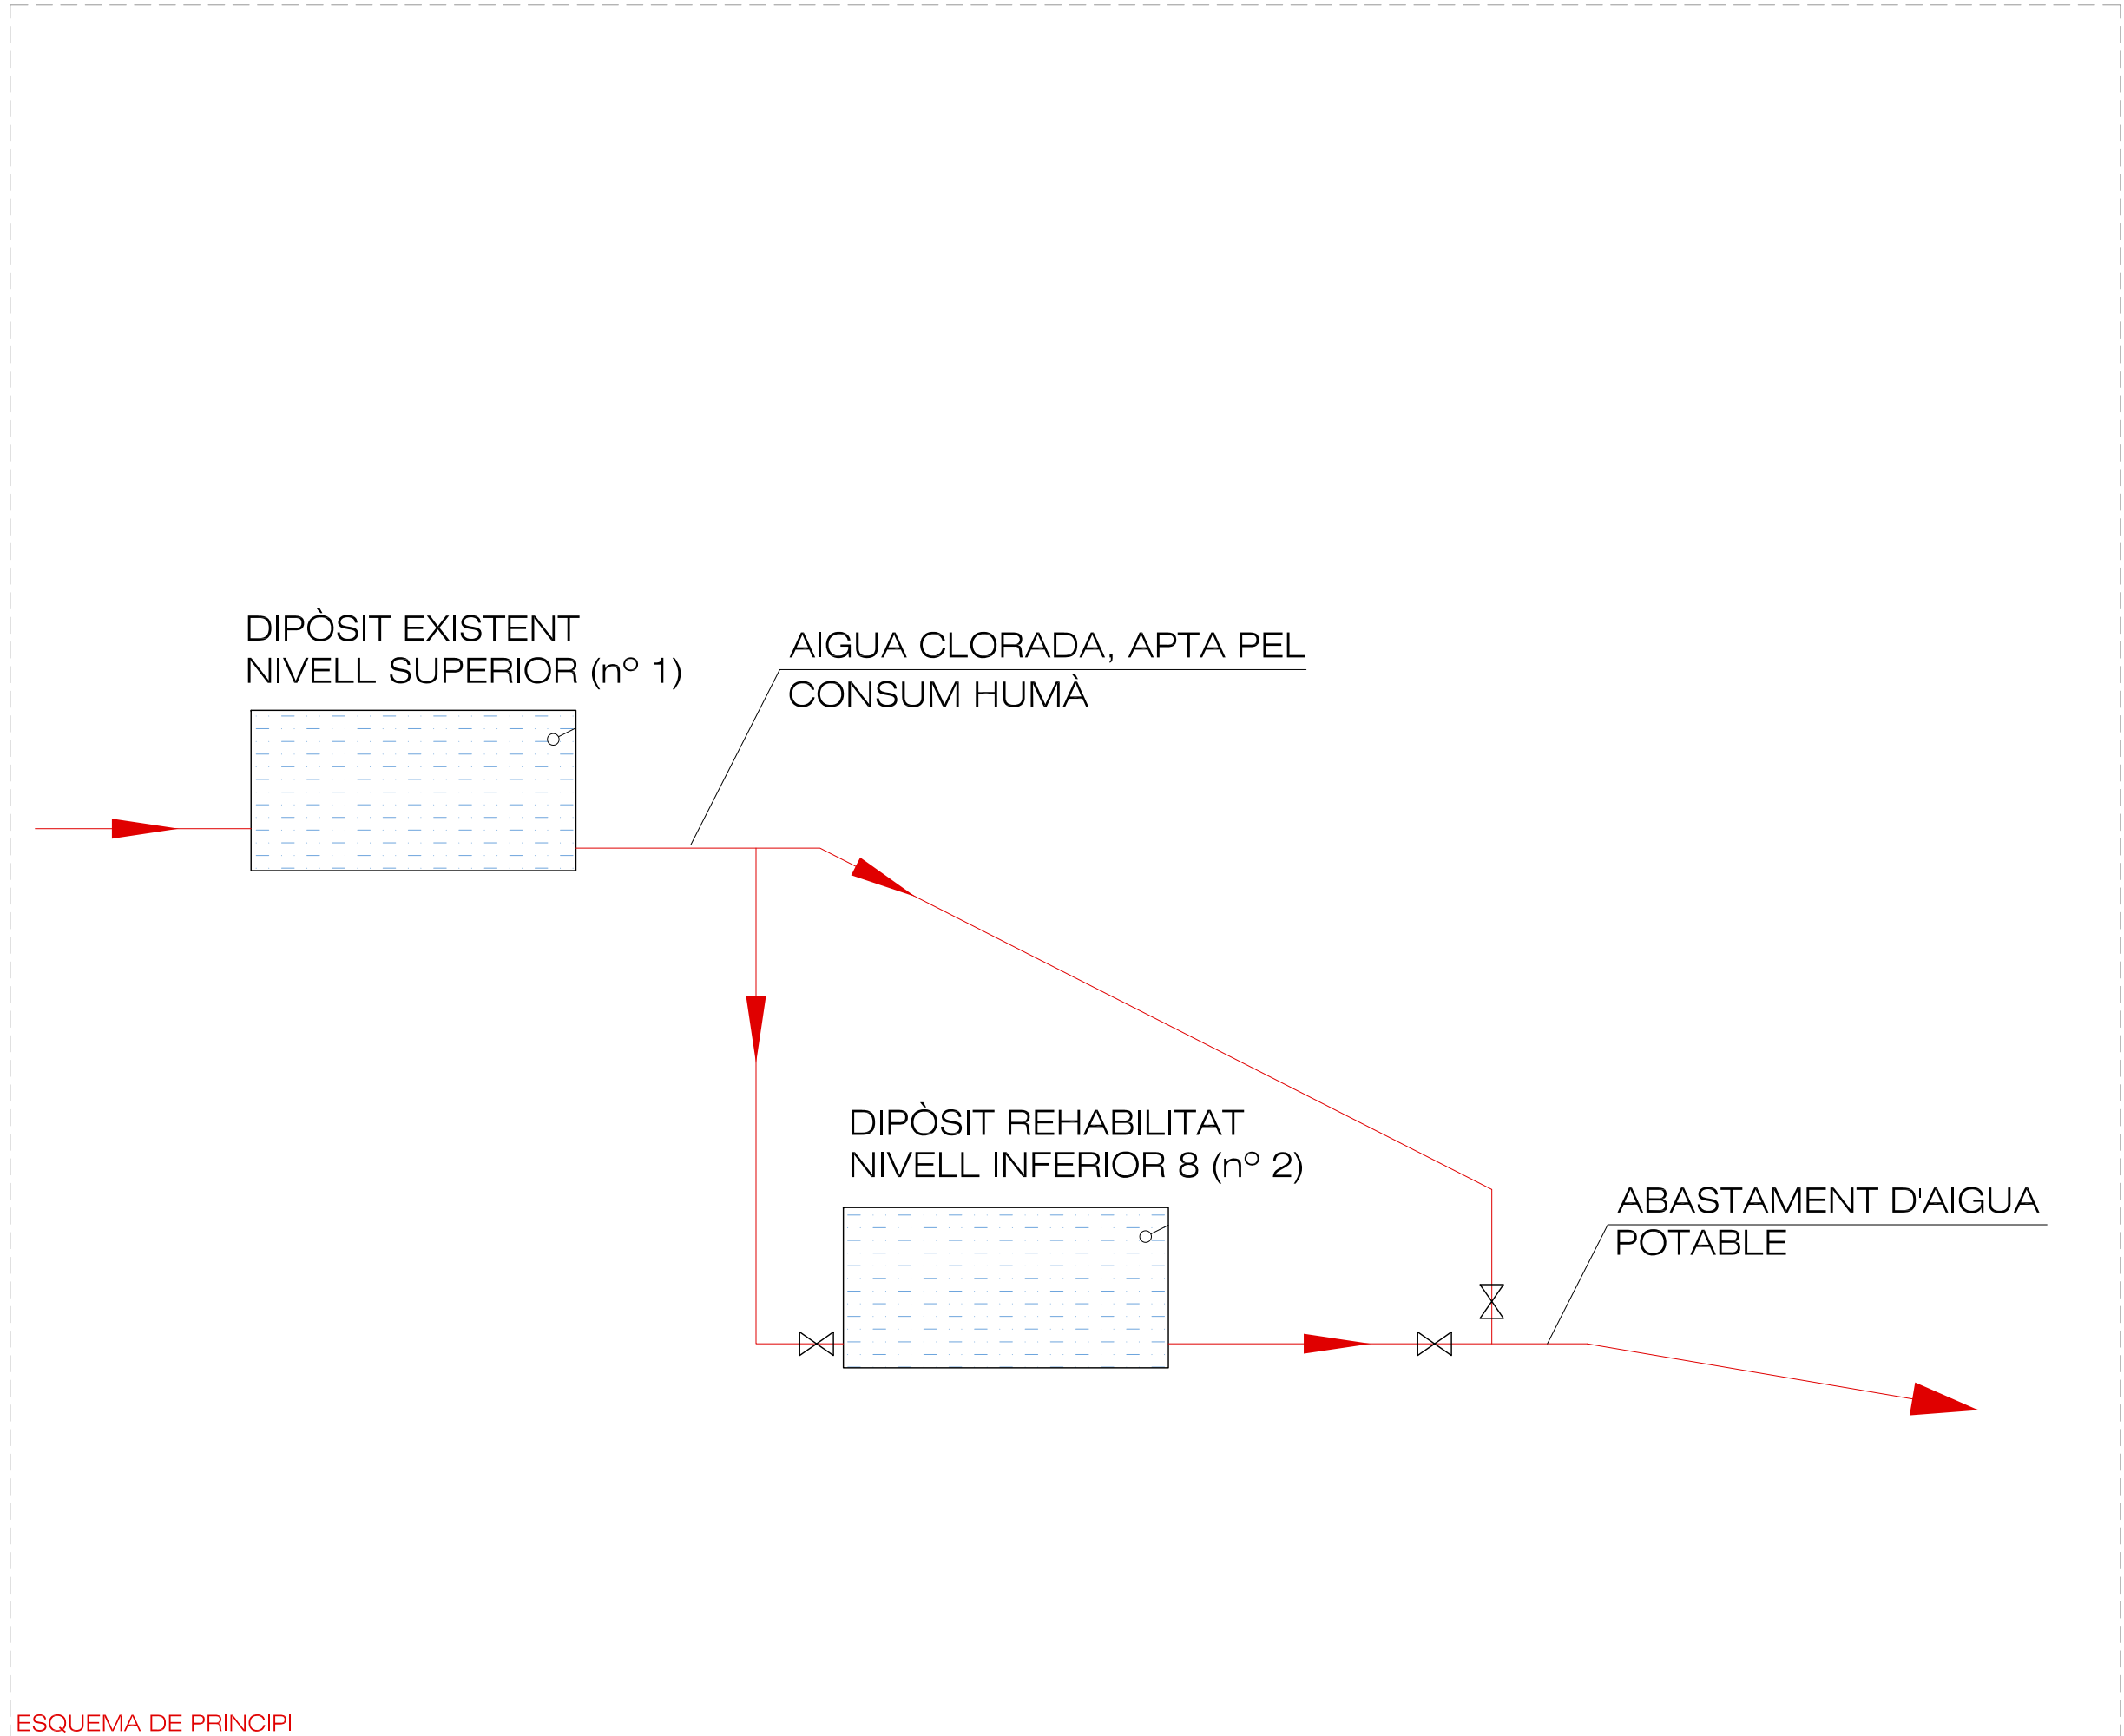 DIPÒSIT EXISTENT
NIVELL SUPERIOR (nº 1)
AIGUA CLORADA, APTA PEL
CONSUM HUMÀ
DIPÒSIT REHABILITAT
NIVELL INFERIOR 8 (nº 2)
ABASTAMENT D'AIGUA
POTABLE
ESQUEMA DE PRINCIPI